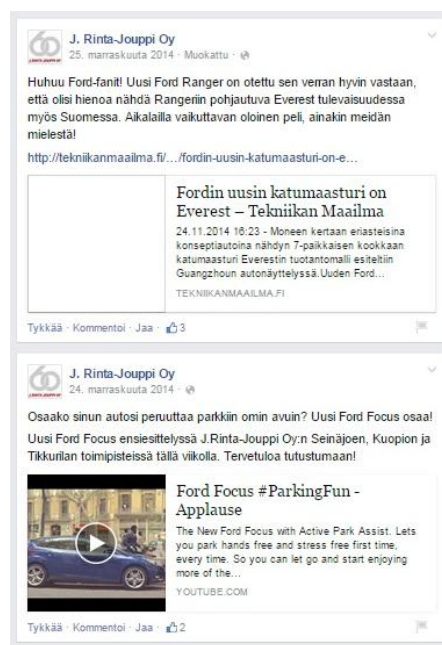 60
J. Rinta-Jouppi Oy
25. marraskuuta 2014 · Muokattu ·
Huhuu Ford-fanit! Uusi Ford Ranger on otettu sen verran hyvin vastaan,
että olisi hienoa nähdä Rangeriin pohjautuva Everest tulevaisuudessa
myös Suomessa. Aikalailla vaikuttavan oloinen peli, ainakin meidän
mielestä!
http://tekniikanmaailma.fi/.../fordin-uusin-katumaasturi-on-e...
Fordin uusin katumaasturi on
Everest – Tekniikan Maailma
24.11.2014 16:23 - Moneen kertaan eriasteisina
konseptiautoina nähdyn 7-paikkaisen kookkaan
katumaasturi Everestin tuotantomalli esiteltiin
Guangzhoun autonäyttelyssä.Uuden Ford...
TEKNIIKANMAAILMA.FI
Tykkää · Kommentoi · Jaa · 3
60
J. Rinta-Jouppi Oy
24. marraskuuta 2014 ·
Osaako sinun autosi peruuttaa parkkiin omin avuin? Uusi Ford Focus osaa!
Uusi Ford Focus ensiesittelyssä J.Rinta-Jouppi Oy:n Seinäjoen, Kuopion ja
Tikkurilan toimipisteissä tällä viikolla. Tervetuloa tutustumaan!
Ford Focus #ParkingFun -
Applause
The New Ford Focus with Active Park Assist. Lets
you park hands free and stress free first time,
every time. So you can let go and start enjoying
more of the...
YOUTUBE.COM
Tykkää · Kommentoi · Jaa · 2